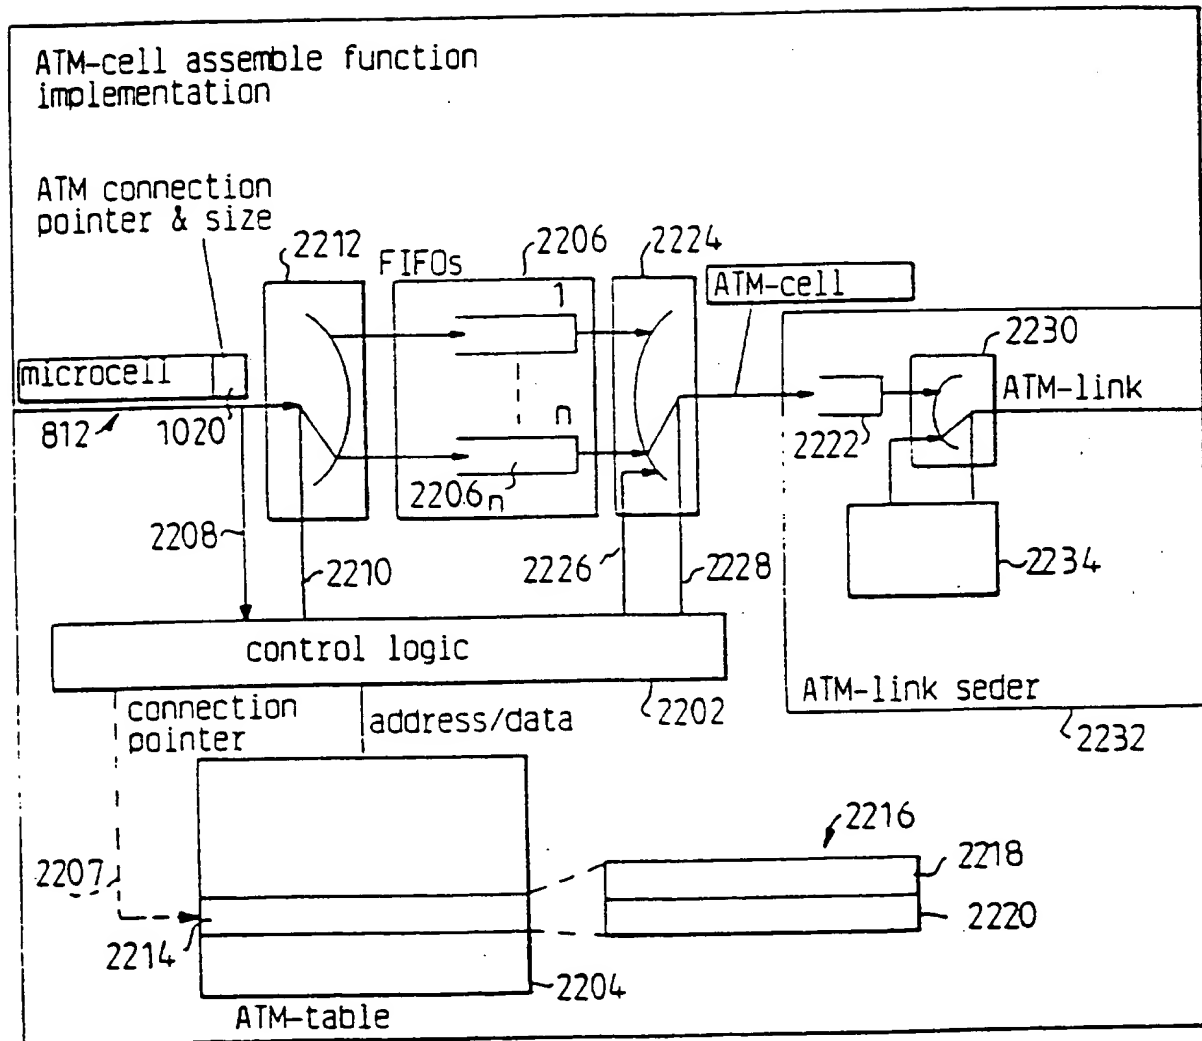 ATM-cell assemble function
implementation
ATM connection
pointer & size
2212
FIFOs
2206
2224
ATM-cell
1
2230
microcell
ATM-link
812
1020
n
2222
2206n
2208
2210
2226
2228
2234
control logic
ATM-link seder
connection
pointer
address/data
2202
2232
2216
2218
2207
2220
2214
2204
ATM-table